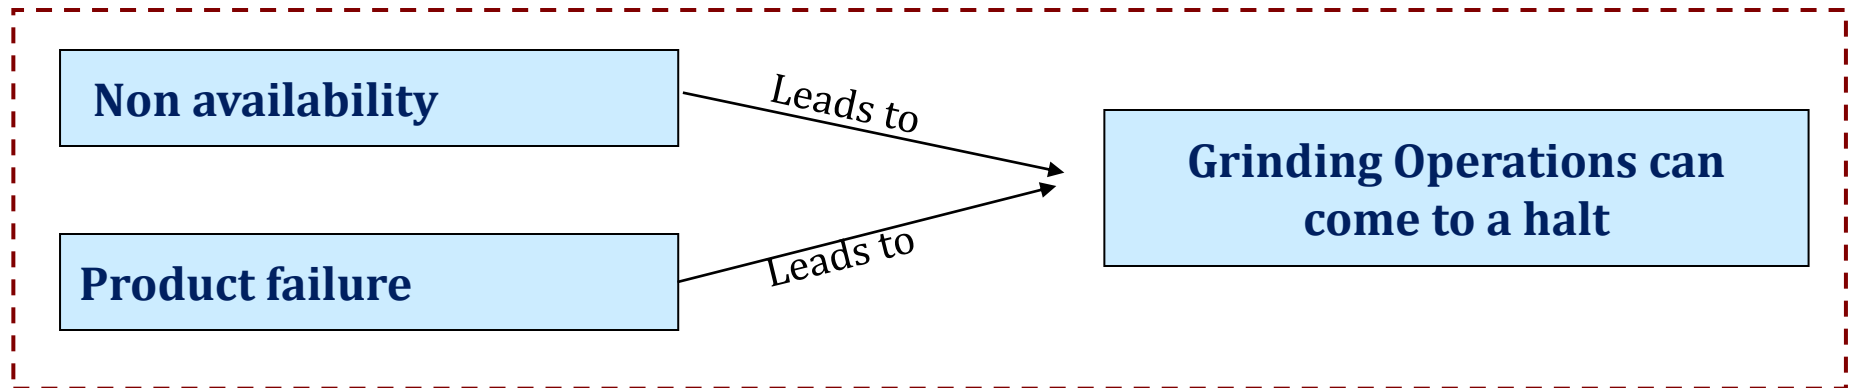 Non availability
Leads to
Grinding Operations can
come to a halt
Product failure
Leads to